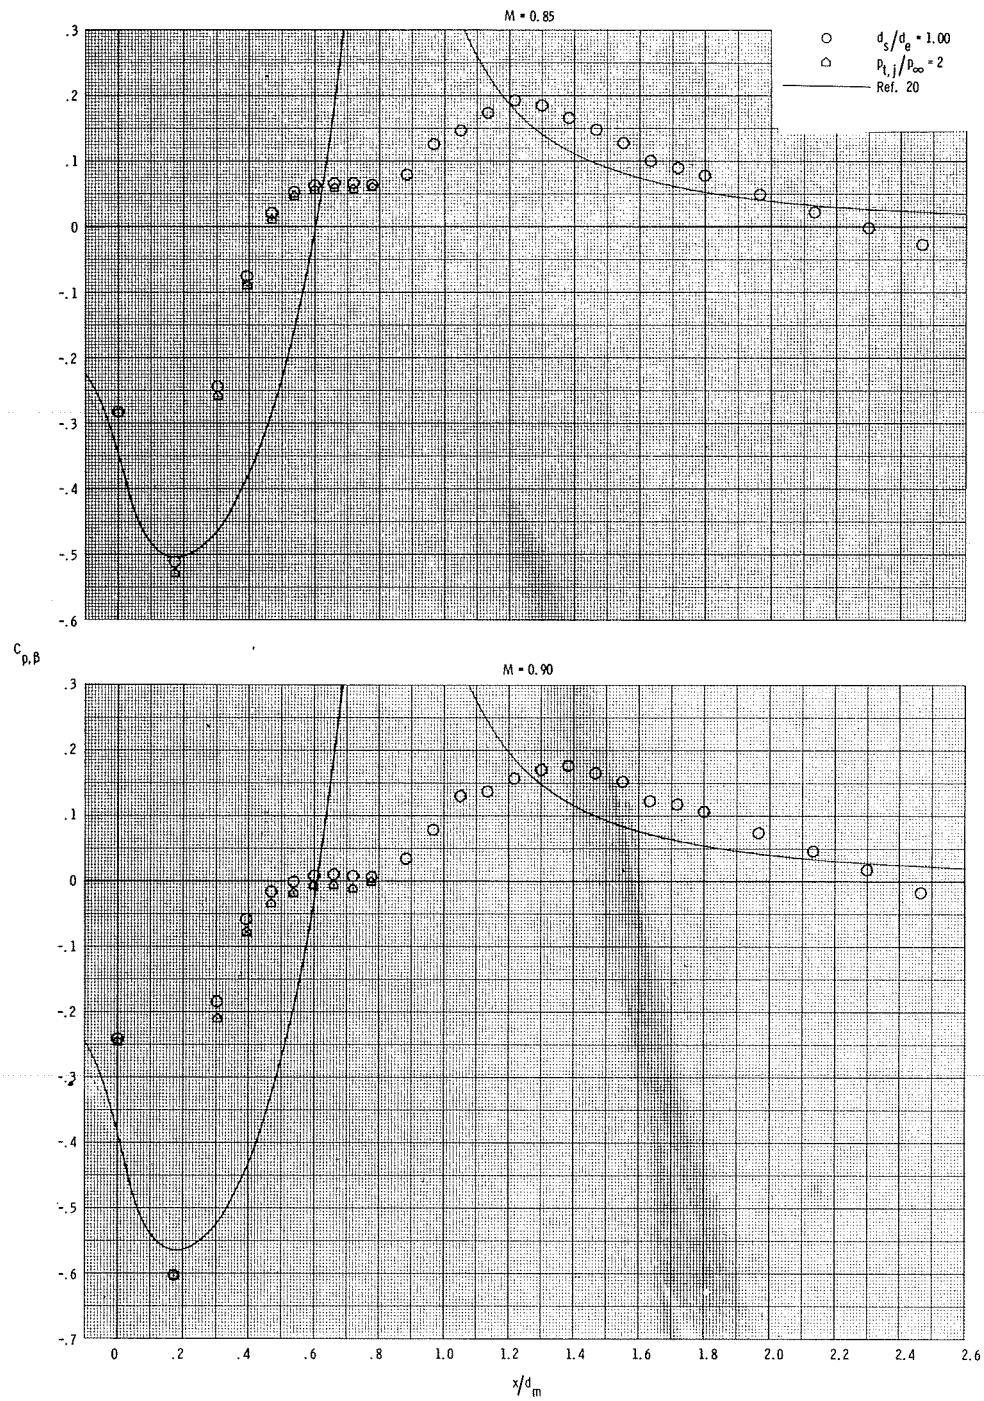 M = 0.85
.3
.2
.1
0
-.1
-.2
-.3
-.4
-.5
-.6
d_s/d_e = 1.00
p_t,j/p_∞ = 2
Ref. 20
C_p,β
M = 0.90
.3
.2
.1
0
-.1
-.2
-.3
-.4
-.5
-.6
-.7
0 .2 .4 .6 .8 1.0 1.2 1.4 1.6 1.8 2.0 2.2 2.4 2.6
x/d_m